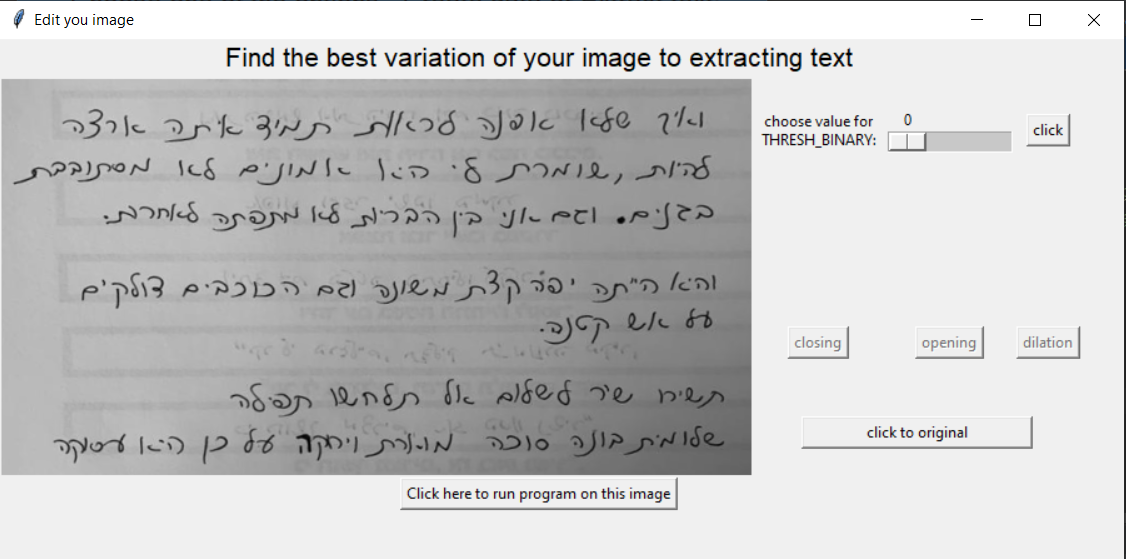 Edit you image
Find the best variation of your image to extracting text
ואיך שלא אפנה לראות תמיד איתה ארצה
להיות, שומרת לי היא אמונים לא מסתובבת
בגנים. וגם אני בין הבריות לא מתפתה לאחרות.
והיא הייתה יפה קצת משונה וגם הכוכבים דולקים
על אש קטנה.
תשירו שיר לשלום אל תלחשו תפילה
שלומית בונה סוכה מוארת וירוקה על כן היא עסוקה
choose value for
THRESH_BINARY:
0
click
closing
opening
dilation
click to original
Click here to run program on this image